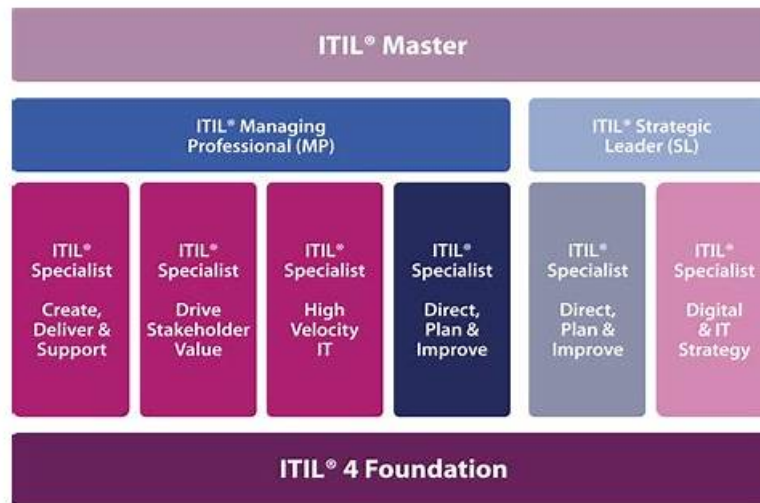 ITIL® Master
ITIL® Managing
Professional (MP)
ITIL® Strategic
Leader (SL)
ITIL®
Specialist
Create,
Deliver &
Support
ITIL®
Specialist
Drive
Stakeholder
Value
ITIL®
Specialist
High
Velocity
IT
ITIL®
Specialist
Direct,
Plan &
Improve
ITIL®
Specialist
Direct,
Plan &
Improve
ITIL®
Specialist
Digital
& IT
Strategy
ITIL® 4 Foundation